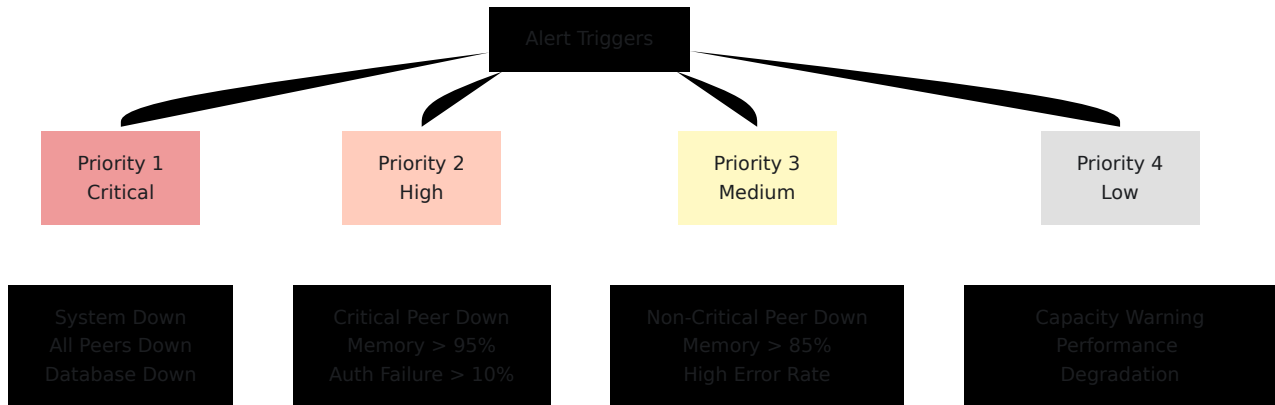 Alert Triggers
Priority 1
Critical
Priority 2
High
Priority 3
Medium
Priority 4
Low
System Down
All Peers Down
Database Down
Critical Peer Down
Memory > 95%
Auth Failure > 10%
Non-Critical Peer Down
Memory > 85%
High Error Rate
Capacity Warning
Performance
Degradation